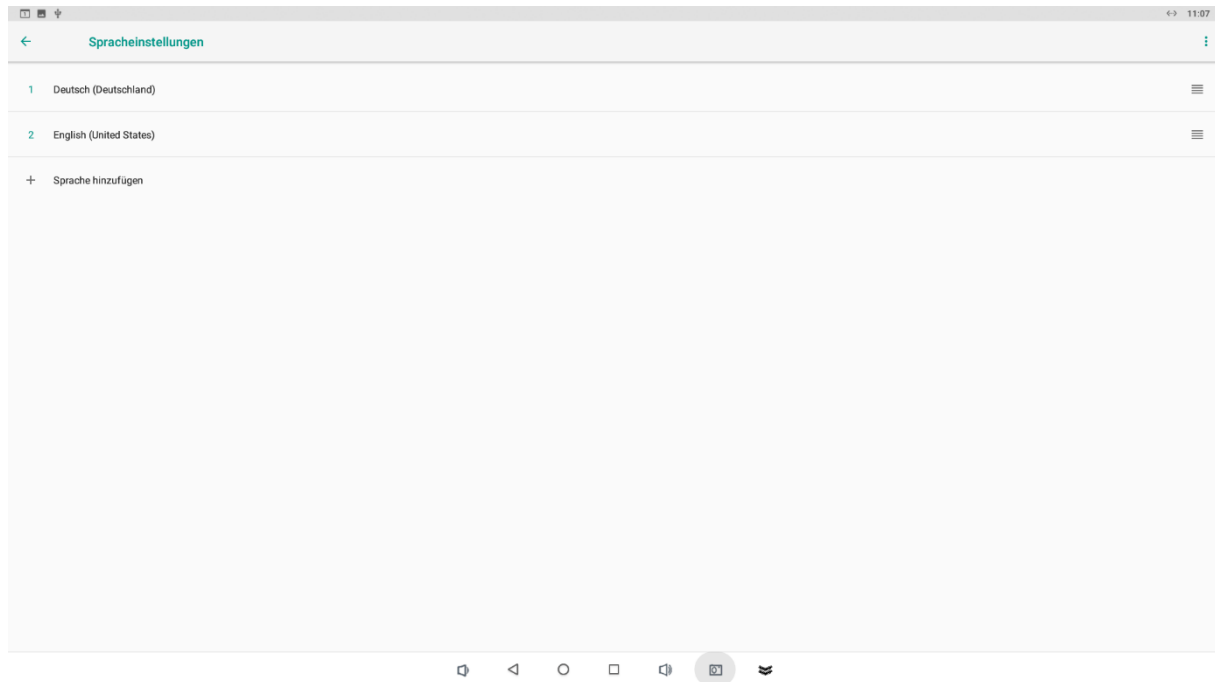 11:07
Spracheinstellungen
1 Deutsch (Deutschland)
2 English (United States)
Sprache hinzufügen